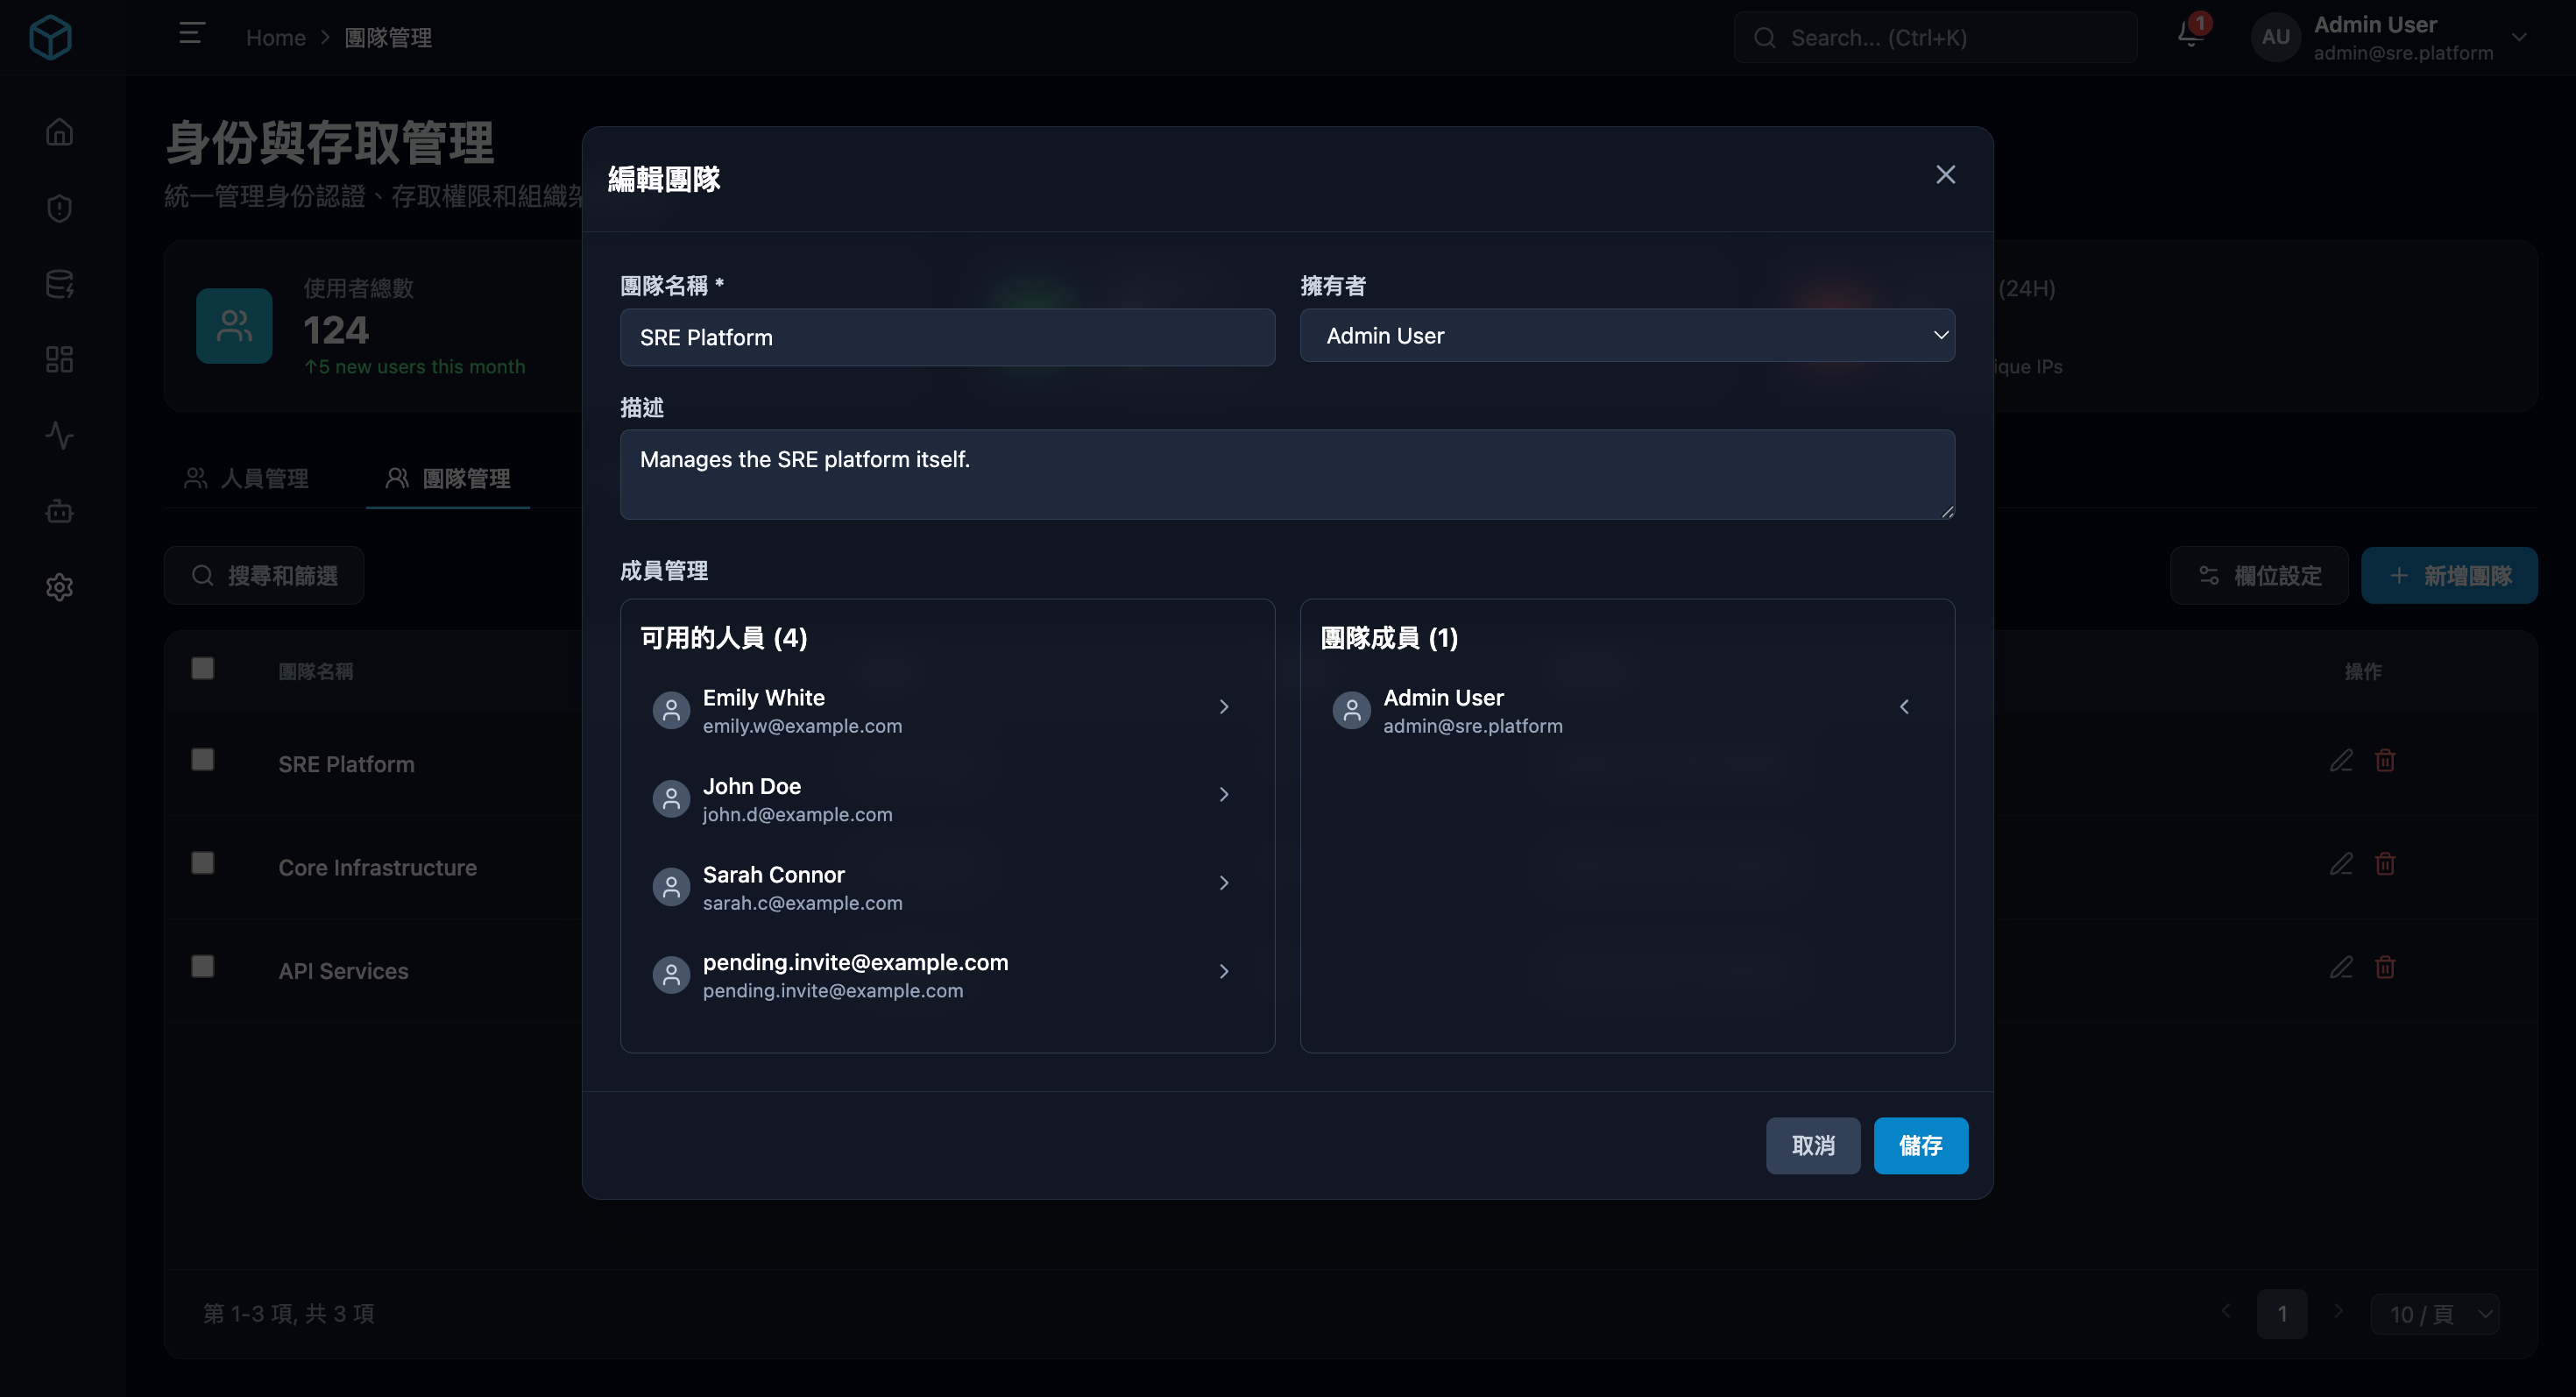 Home > 團隊管理
Search... (Ctrl+K)
1
AU
Admin User
admin@sre.platform
身份與存取管理
統一管理身份認證、存取權限和組織架
使用者總數
124
↑5 new users this month
(24H)
ique IPs
人員管理
團隊管理
搜尋和篩選
欄位設定
+ 新增團隊
團隊名稱
操作
SRE Platform
Core Infrastructure
API Services
第 1-3 項, 共 3 項
1
10 / 頁
編輯團隊
團隊名稱 *
SRE Platform
擁有者
Admin User
描述
Manages the SRE platform itself.
成員管理
可用的人員 (4)
Emily White
emily.w@example.com
John Doe
john.d@example.com
Sarah Connor
sarah.c@example.com
pending.invite@example.com
pending.invite@example.com
團隊成員 (1)
Admin User
admin@sre.platform
取消
儲存